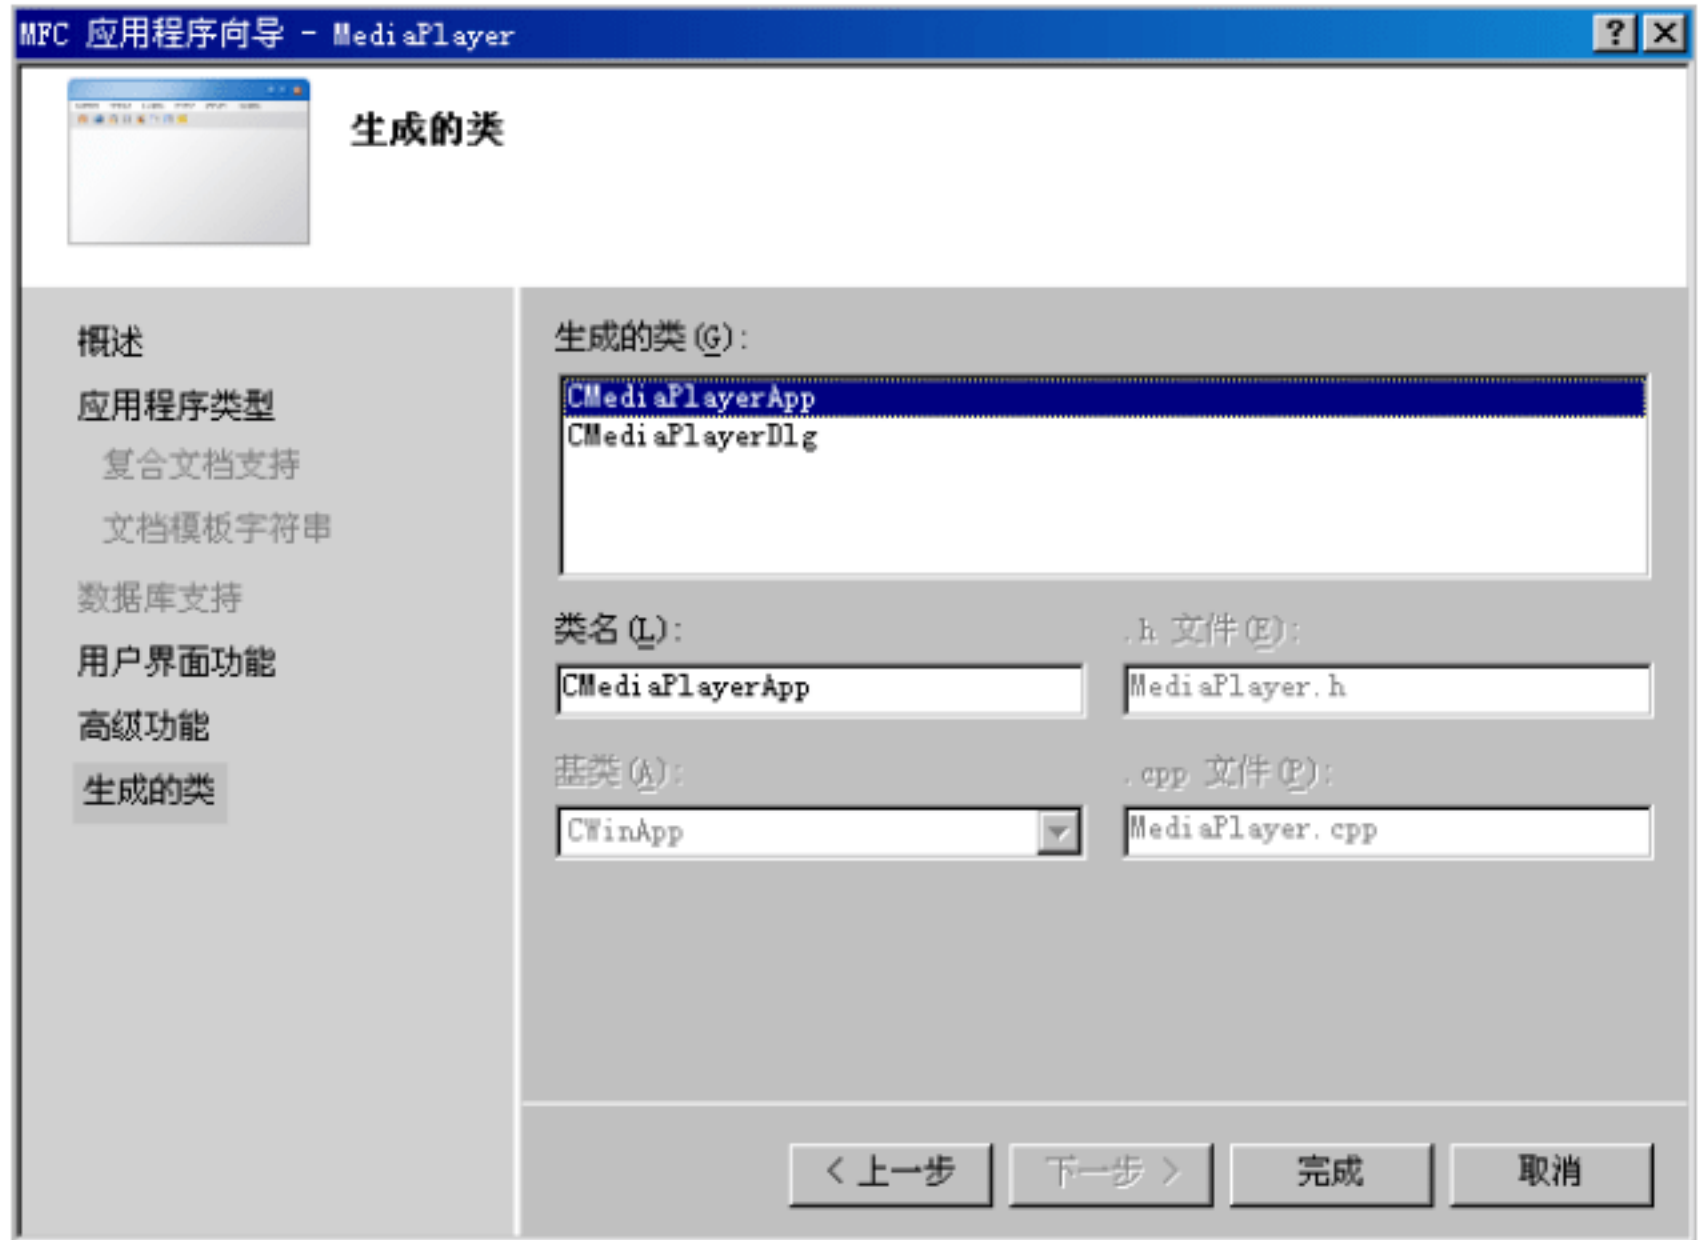 MFC 应用程序向导 - MediaPlayer
生成的类
概述
应用程序类型
复合文档支持
文档模板字符串
数据库支持
用户界面功能
高级功能
生成的类
生成的类(G):
CMediaPlayerApp
CMediaPlayerDlg
类名(L):
.h 文件(E):
CMediaPlayerApp
MediaPlayer.h
基类(A):
.cpp 文件(P):
CWinApp
MediaPlayer.cpp
< 上一步
下一步 >
完成
取消